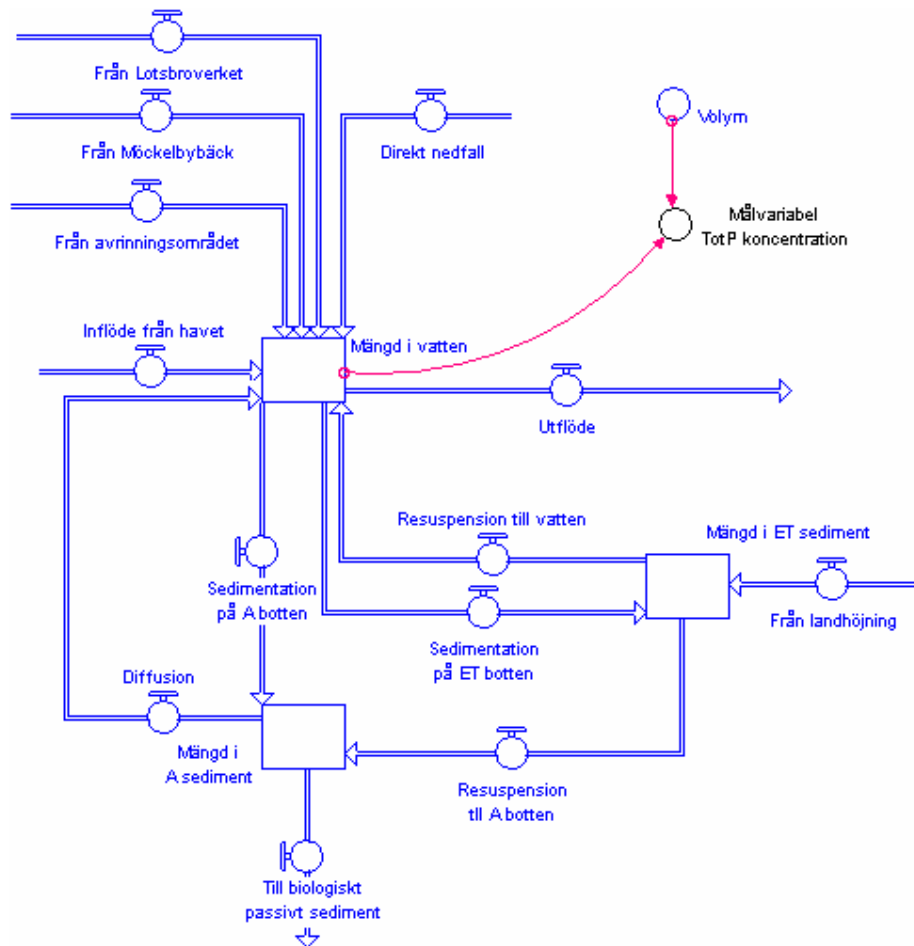 Från Lotsbroverket
Från Möckelbybäck
Direkt nedfall
Volym
Målvariabel
TotP koncentration
Från avrinningsområdet
Inflöde från havet
Mängd i vatten
Utflöde
Resuspension till vatten
Mängd i ET sediment
Sedimentation
på A botten
Från landhöjning
Sedimentation
på ET botten
Diffusion
Mängd i
A sediment
Resuspension
tll A botten
Till biologiskt
passivt sediment